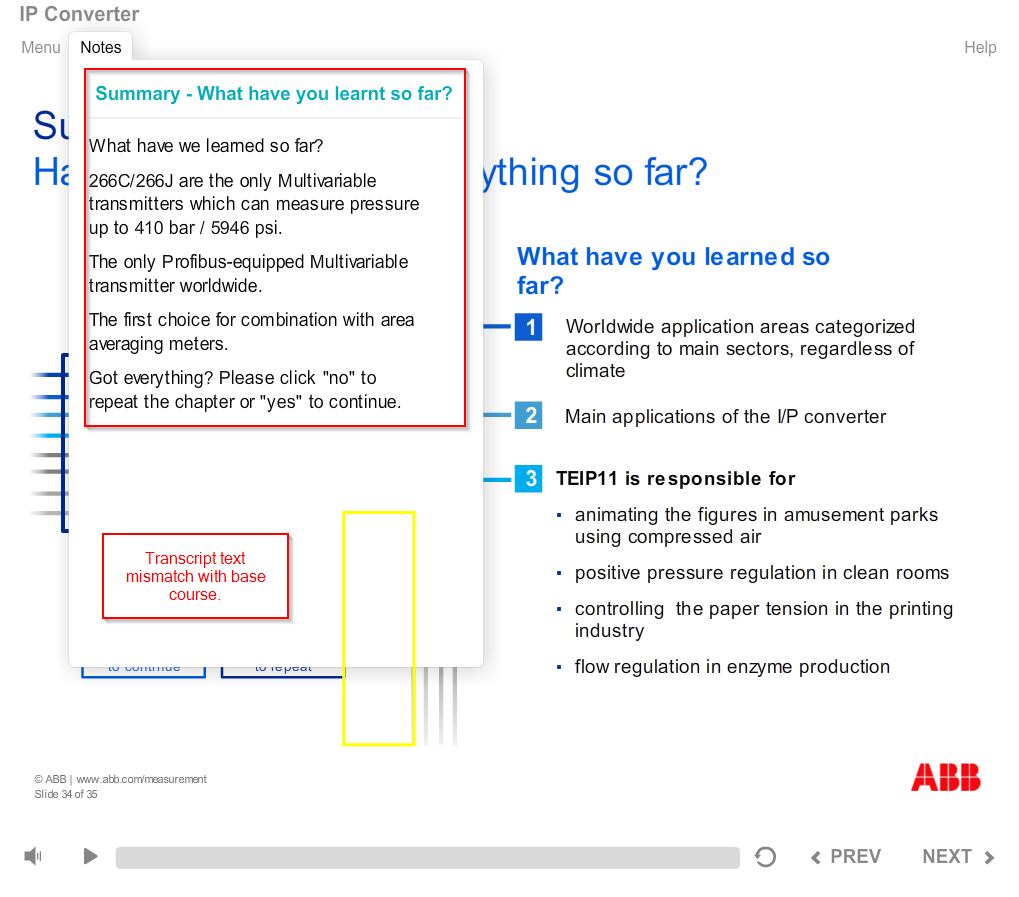 IP Converter
Menu
Notes
Help
Summary - What have you learnt so far?
What have we learned so far?
266C/266J are the only Multivariable
transmitters which can measure pressure
up to 410 bar / 5946 psi.
The only Profibus-equipped Multivariable
transmitter worldwide.
The first choice for combination with area
averaging meters.
Got everything? Please click "no" to
repeat the chapter or "yes" to continue.
Transcript text
mismatch with base
course.
ything so far?
What have you learned so
far?
1 Worldwide application areas categorized
according to main sectors, regardless of
climate
2 Main applications of the I/P converter
3 TEIP11 is responsible for
▪ animating the figures in amusement parks
using compressed air
▪ positive pressure regulation in clean rooms
▪ controlling the paper tension in the printing
industry
▪ flow regulation in enzyme production
to continue
to repeat
© ABB | www.abb.com/measurement
Slide 34 of 35
ABB
PREV
NEXT